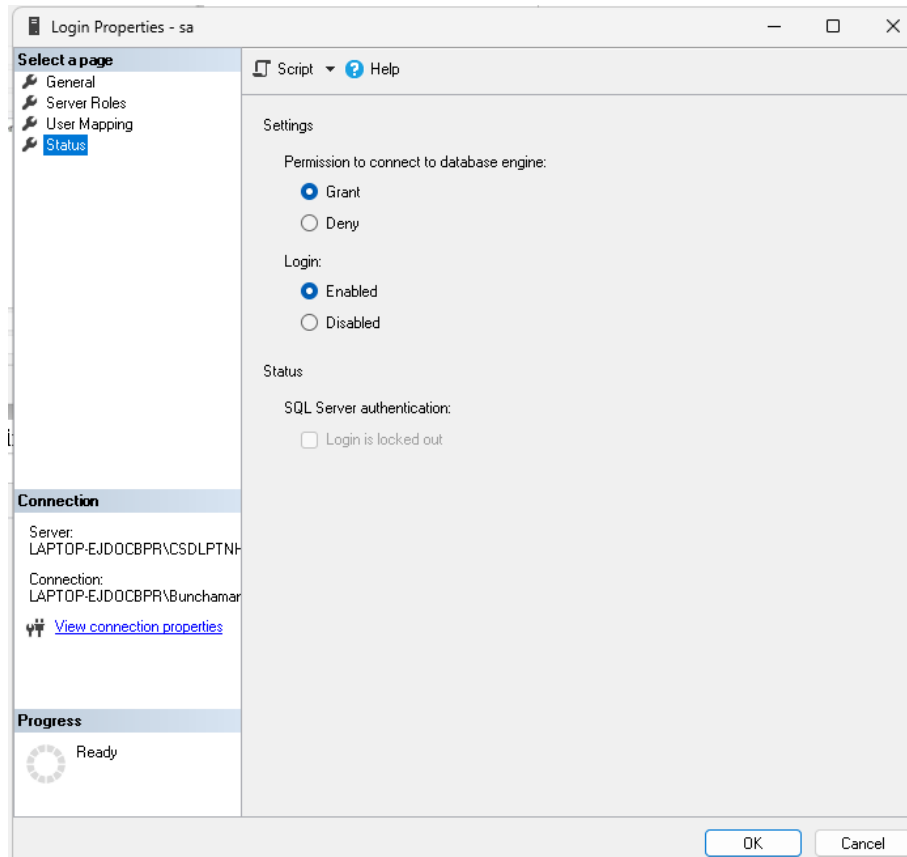 Login Properties - sa
Select a page
General
Server Roles
User Mapping
Status
Script
Help
Settings
Permission to connect to database engine:
Grant
Deny
Login:
Enabled
Disabled
Status
SQL Server authentication:
Login is locked out
Connection
Server:
LAPTOP-EJDOCBPR\CSDLPTNH
Connection:
LAPTOP-EJDOCBPR\Bunchamar
View connection properties
Progress
Ready
OK
Cancel